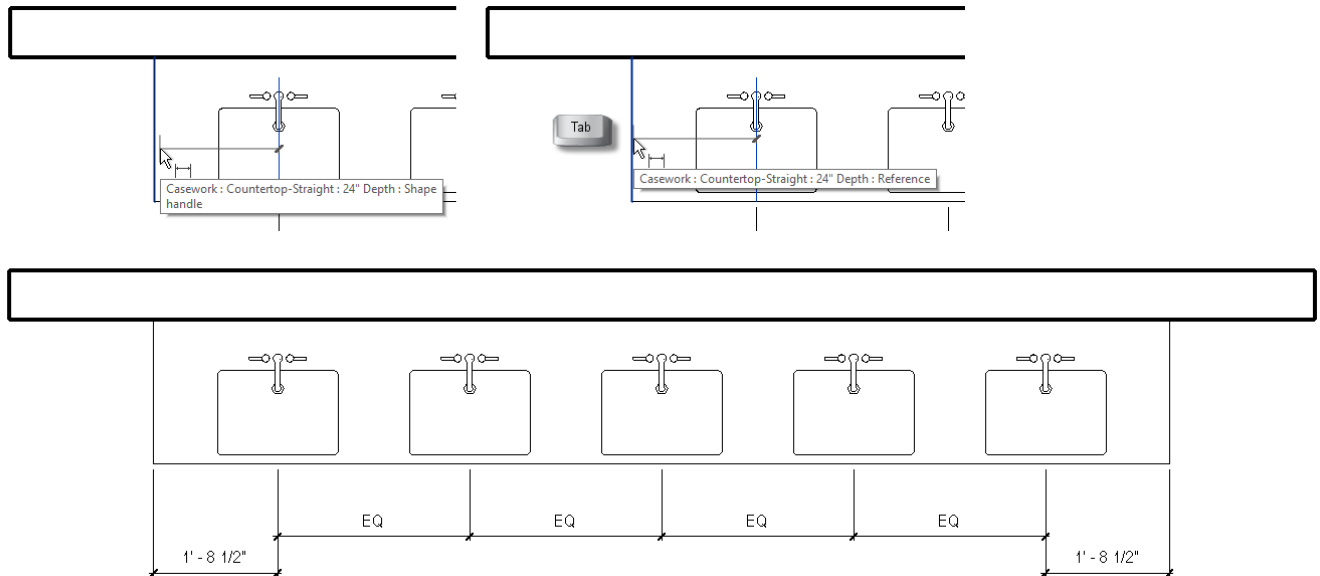 Tab
Casework : Countertop-Straight : 24" Depth : Shape
handle
Casework : Countertop-Straight : 24" Depth : Reference
EQ EQ EQ EQ
1' - 8 1/2" 1' - 8 1/2"